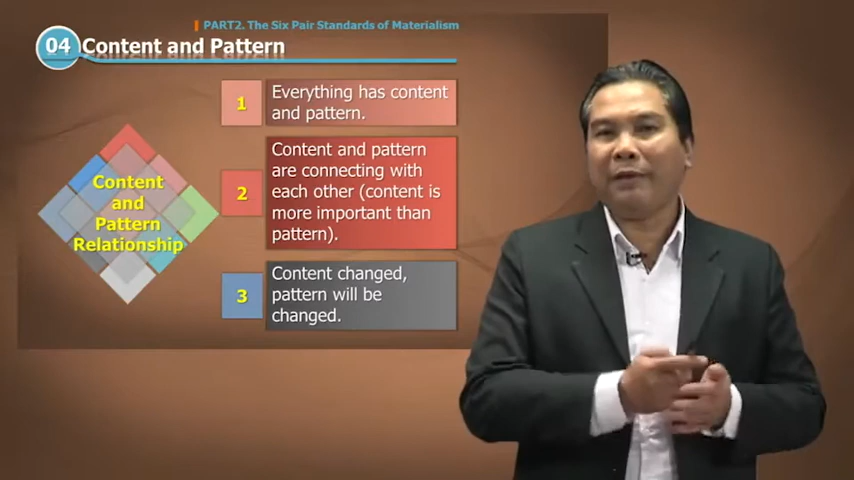 PART2. The Six Pair Standards of Materialism
04 Content and Pattern
Content
and
Pattern
Relationship
1
Everything has content
and pattern.
2
Content and pattern
are connecting with
each other (content is
more important than
pattern).
3
Content changed,
pattern will be
changed.